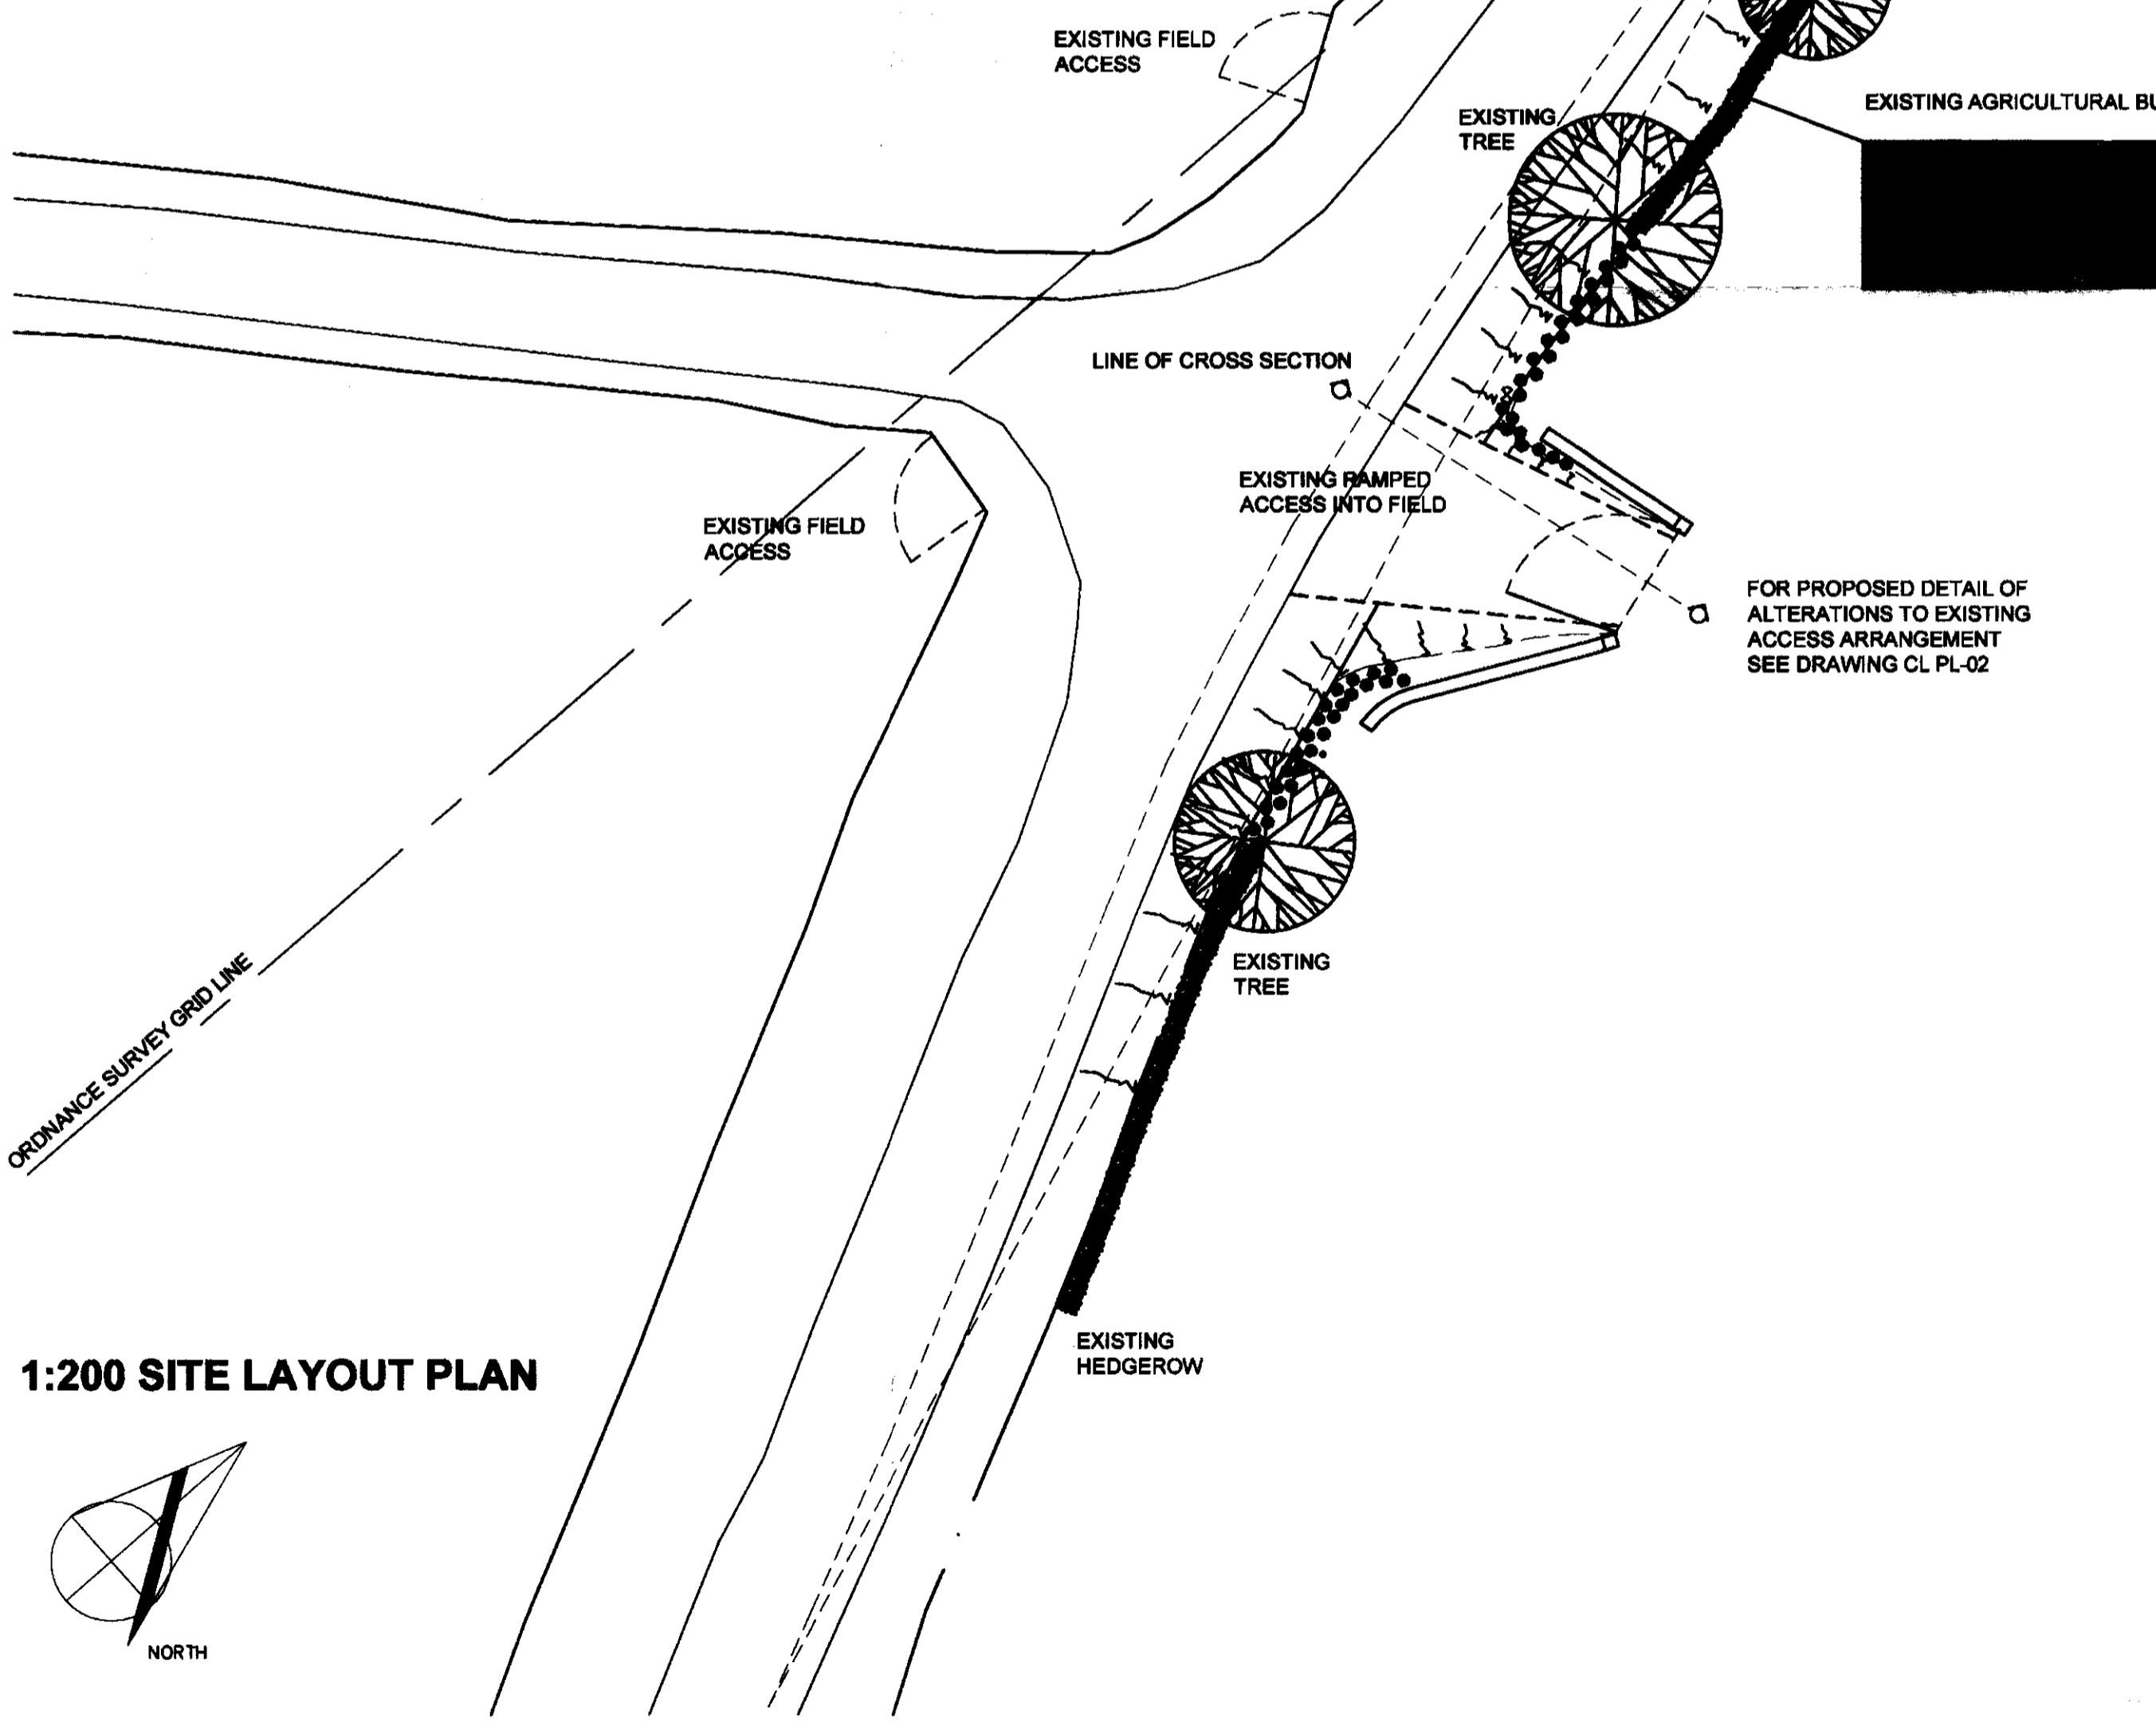 EXISTING FIELD
ACCESS
EXISTING AGRICULTURAL
EXISTING
TREE
LINE OF CROSS SECTION
EXISTING RAMPED
ACCESS INTO FIELD
EXISTING FIELD
ACCESS
FOR PROPOSED DETAIL OF
ALTERATIONS TO EXISTING
ACCESS ARRANGEMENT
SEE DRAWING CL PL-02
EXISTING
TREE
ORDNANCE SURVEY GRID LINE
EXISTING
HEDGEROW
1:200 SITE LAYOUT PLAN
NORTH